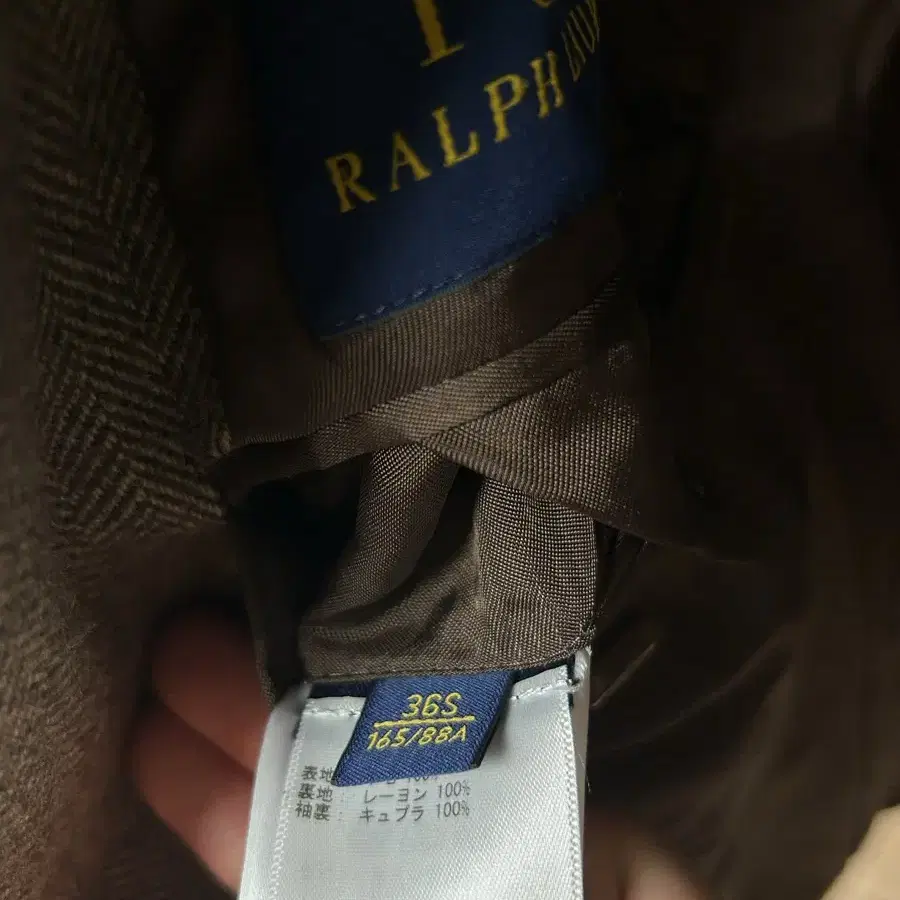 RALPH
36S
165/88A
表地
裏地 : レーヨン 100%
袖裏 : キュプラ 100%